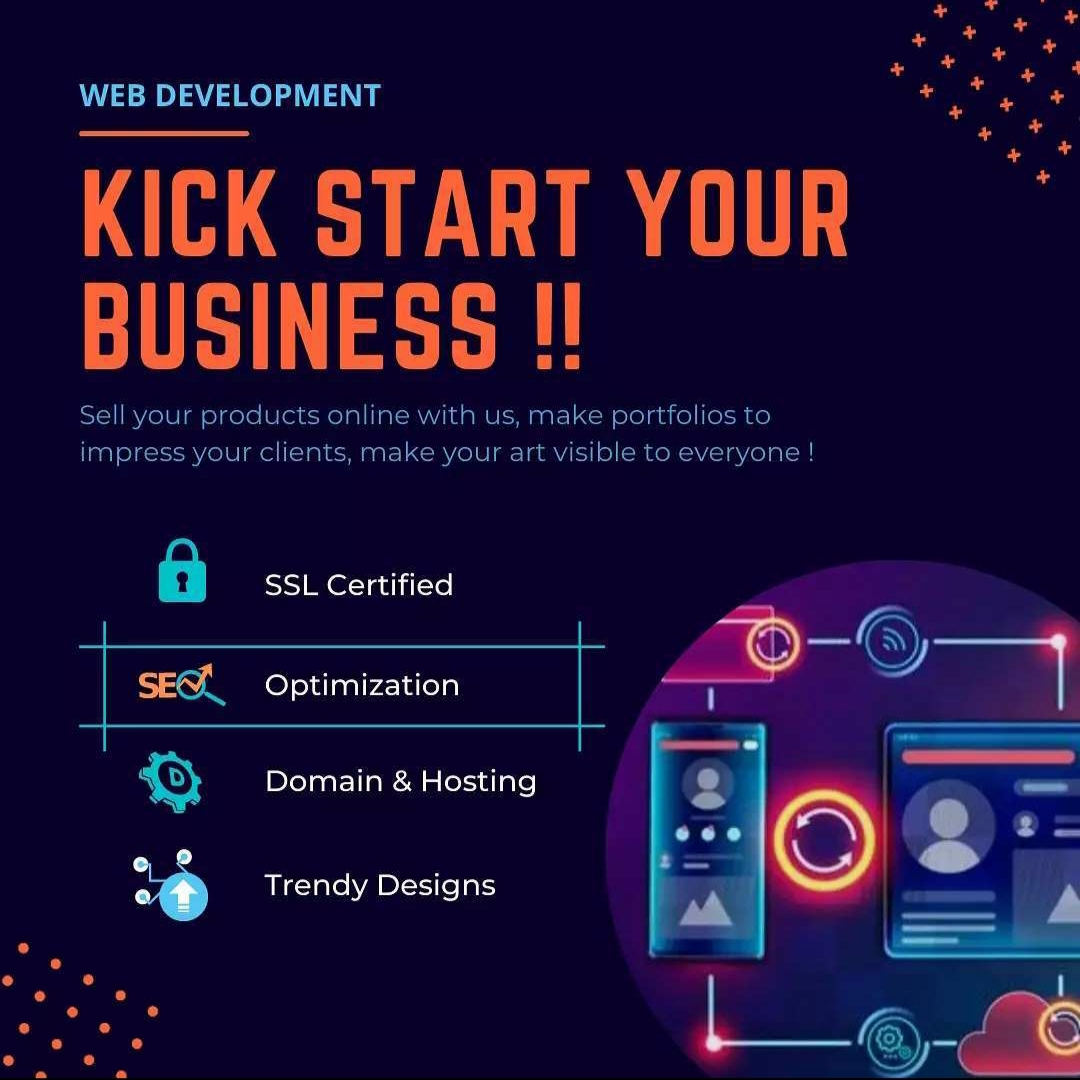 WEB DEVELOPMENT
KICK START YOUR
BUSINESS !!
Sell your products online with us, make portfolios to
impress your clients, make your art visible to everyone !
SSL Certified
SEO Optimization
D Domain & Hosting
Trendy Designs